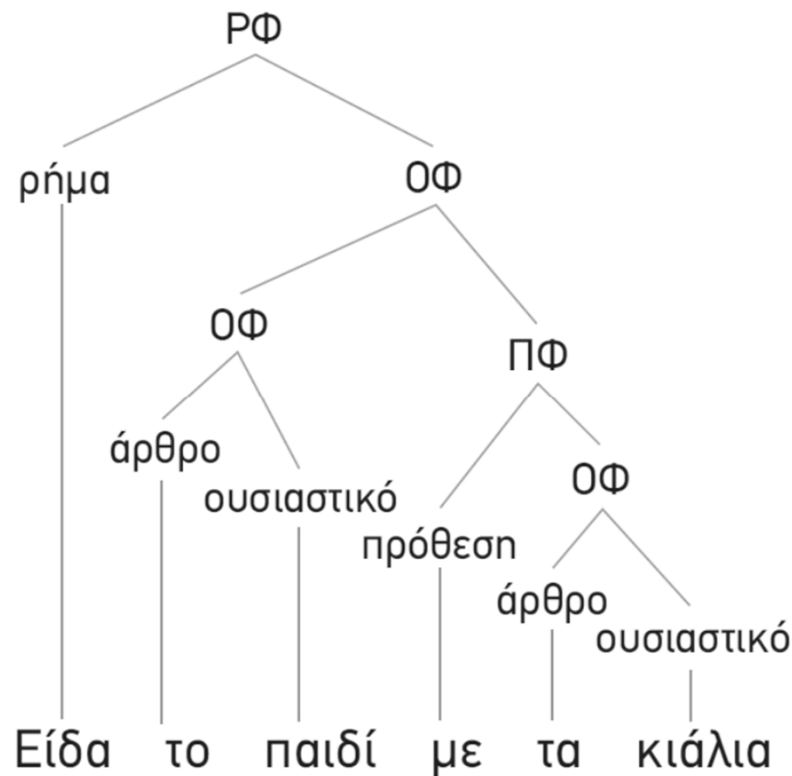 ΡΦ
ρήμα ΟΦ
ΟΦ
ΠΦ
άρθρο
ΟΦ
ουσιαστικό
πρόθεση
άρθρο
ουσιαστικό
Είδα το παιδί με τα κιάλια